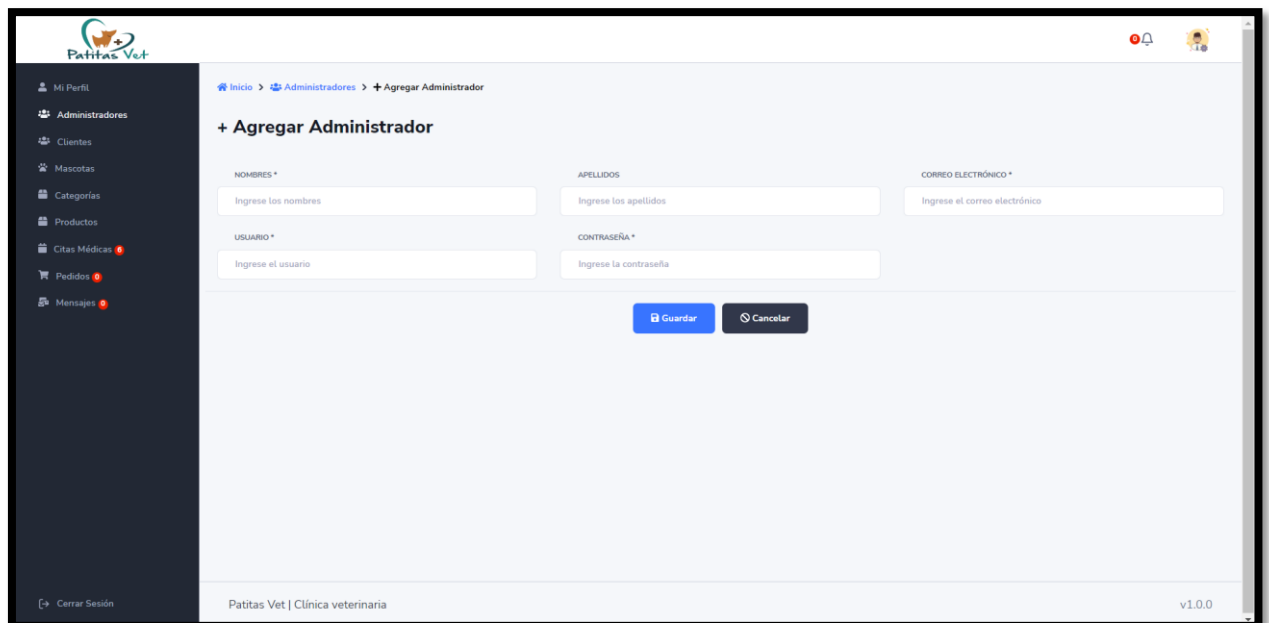 Patitas Vet
0
Mi Perfil
Administradores
Clientes
Mascotas
Categorías
Productos
Citas Médicas 6
Pedidos 0
Mensajes 0
Cerrar Sesión
Inicio > Administradores > + Agregar Administrador
+ Agregar Administrador
NOMBRES *
Ingrese los nombres
APELLIDOS
Ingrese los apellidos
CORREO ELECTRÓNICO *
Ingrese el correo electrónico
USUARIO *
Ingrese el usuario
CONTRASEÑA *
Ingrese la contraseña
Guardar
Cancelar
Patitas Vet | Clínica veterinaria
v1.0.0